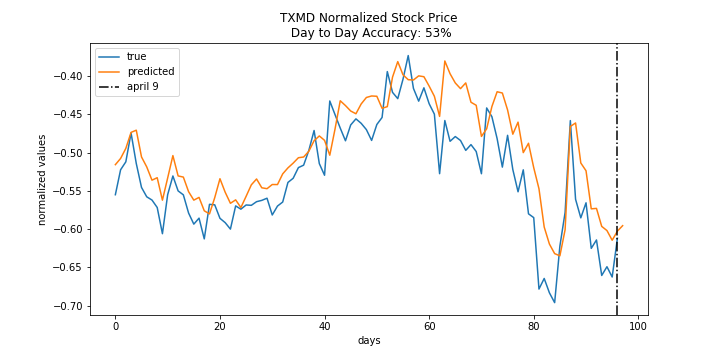 TXMD Normalized Stock Price
Day to Day Accuracy: 53%
true
predicted
april 9
normalized values
−0.40
−0.45
−0.50
−0.55
−0.60
−0.65
−0.70
0
20
40
60
80
100
days